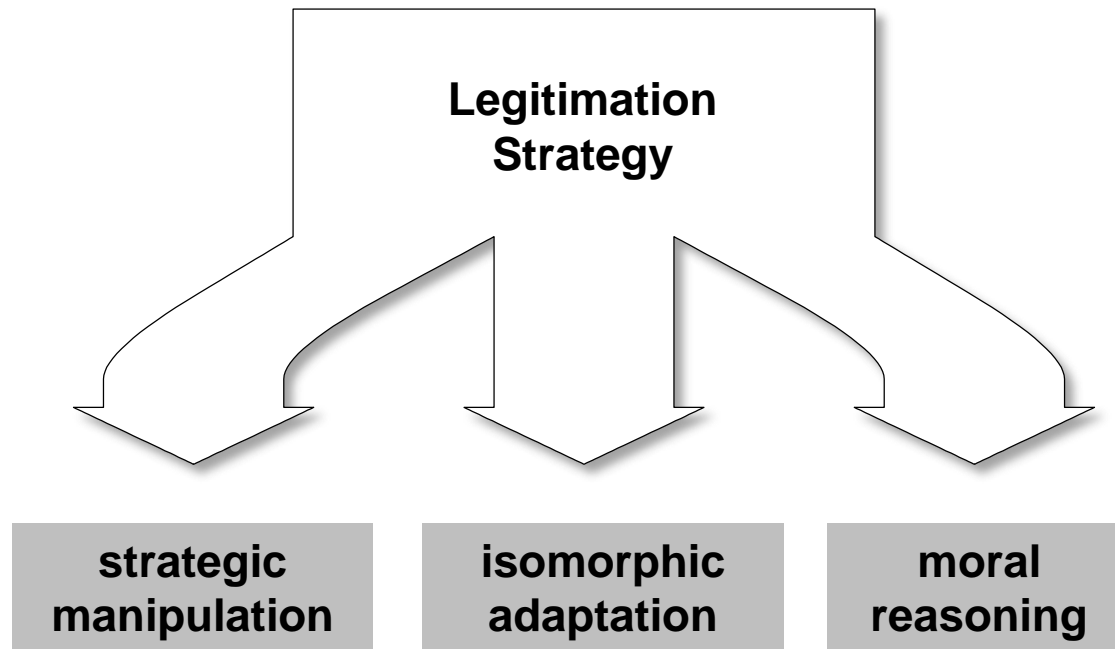 Legitimation
Strategy
strategic
manipulation
isomorphic
adaptation
moral
reasoning